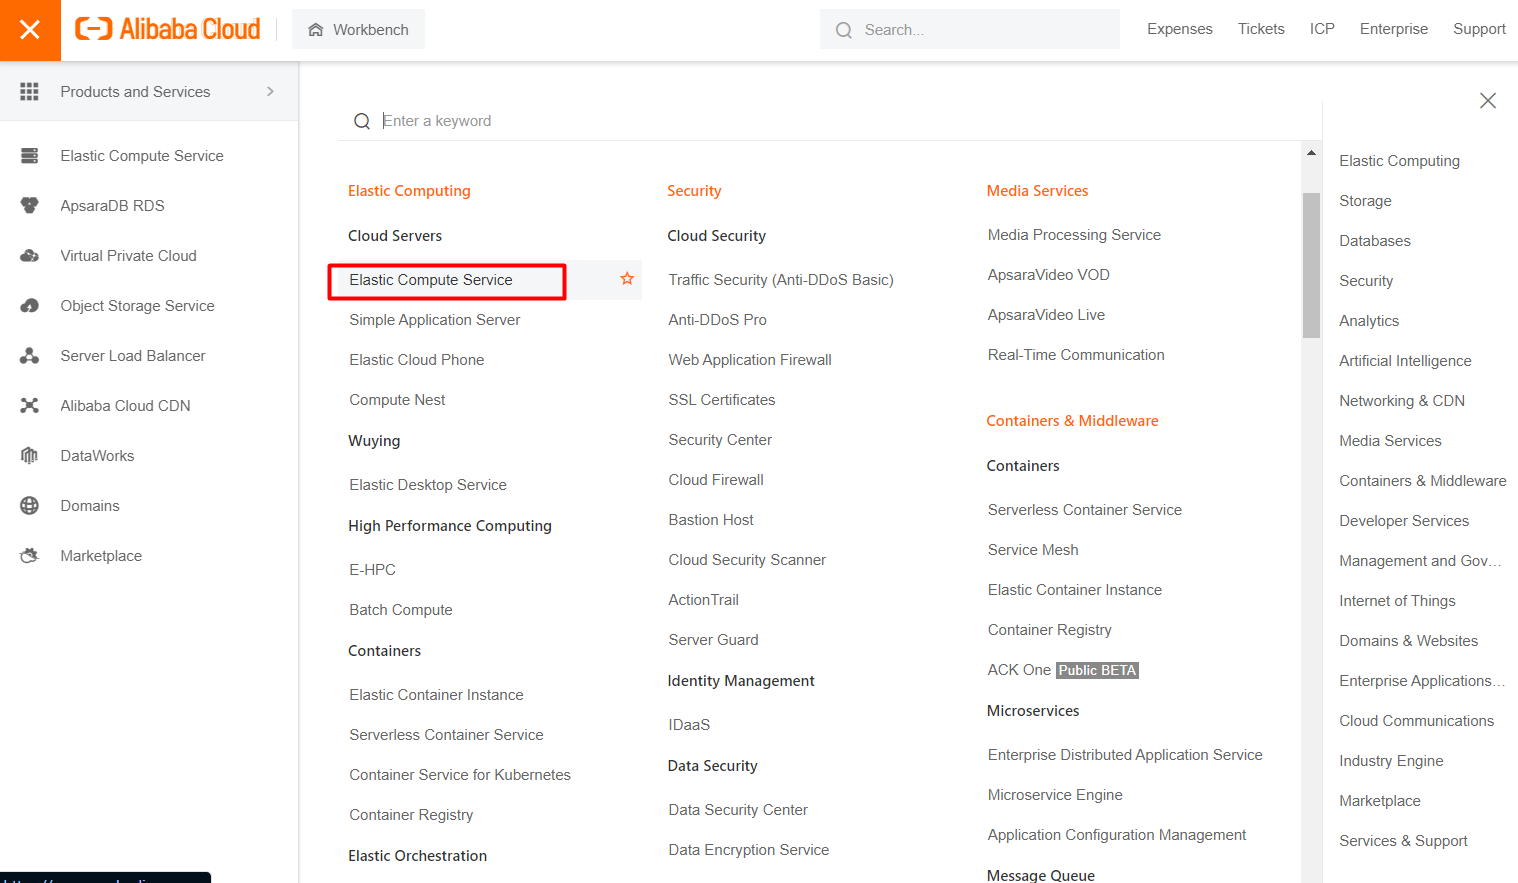 Alibaba Cloud
Workbench
Search...
Expenses
Tickets
ICP
Enterprise
Support
Products and Services
Elastic Compute Service
ApsaraDB RDS
Virtual Private Cloud
Object Storage Service
Server Load Balancer
Alibaba Cloud CDN
DataWorks
Domains
Marketplace
Enter a keyword
Elastic Computing
Cloud Servers
Elastic Compute Service
Simple Application Server
Elastic Cloud Phone
Compute Nest
Wuying
Elastic Desktop Service
High Performance Computing
E-HPC
Batch Compute
Containers
Elastic Container Instance
Serverless Container Service
Container Service for Kubernetes
Container Registry
Elastic Orchestration
Security
Cloud Security
Traffic Security (Anti-DDoS Basic)
Anti-DDoS Pro
Web Application Firewall
SSL Certificates
Security Center
Cloud Firewall
Bastion Host
Cloud Security Scanner
ActionTrail
Server Guard
Identity Management
IDaaS
Data Security
Data Security Center
Data Encryption Service
Media Services
Media Processing Service
ApsaraVideo VOD
ApsaraVideo Live
Real-Time Communication
Containers & Middleware
Containers
Serverless Container Service
Service Mesh
Elastic Container Instance
Container Registry
ACK One Public BETA
Microservices
Enterprise Distributed Application Service
Microservice Engine
Application Configuration Management
Message Queue
Elastic Computing
Storage
Databases
Security
Analytics
Artificial Intelligence
Networking & CDN
Media Services
Containers & Middleware
Developer Services
Management and Gov...
Internet of Things
Domains & Websites
Enterprise Applications...
Cloud Communications
Industry Engine
Marketplace
Services & Support